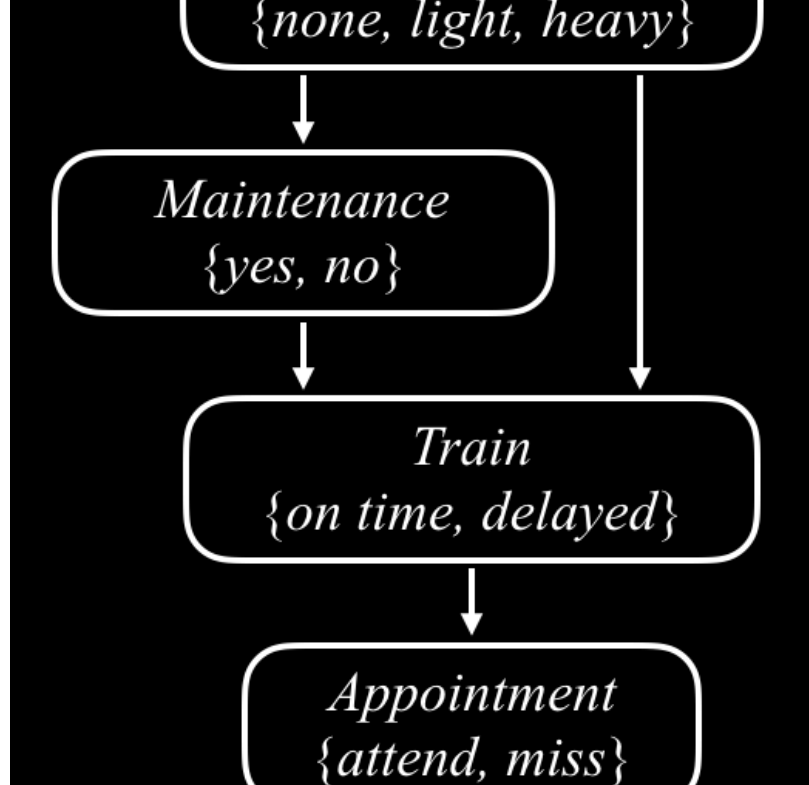 {none, light, heavy}
Maintenance
{yes, no}
Train
{on time, delayed}
Appointment
{attend, miss}